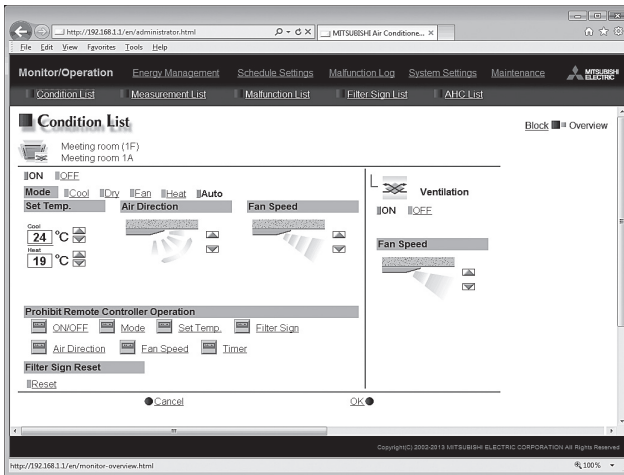 http://192.168.1.1/en/administrator.html
MITSUBISHI Air Conditione...
File Edit View Favorites Tools Help
Monitor/Operation Energy Management Schedule Settings Malfunction Log System Settings Maintenance MITSUBISHI ELECTRIC
Condition List Measurement List Malfunction List Filter Sign List AHC List
Condition List
Block Overview
Meeting room (1F)
Meeting room 1A
ON OFF
Mode Cool Dry Fan Heat Auto
Set Temp. Air Direction Fan Speed
Cool
24 °C
Heat
19 °C
Ventilation
ON OFF
Fan Speed
Prohibit Remote Controller Operation
ON/OFF Mode Set Temp. Filter Sign
Air Direction Fan Speed Timer
Filter Sign Reset
Reset
Cancel OK
Copyright(C) 2002-2013 MITSUBISHI ELECTRIC CORPORATION All Rights Reserved
http://192.168.1.1/en/monitor-overview.html
100%